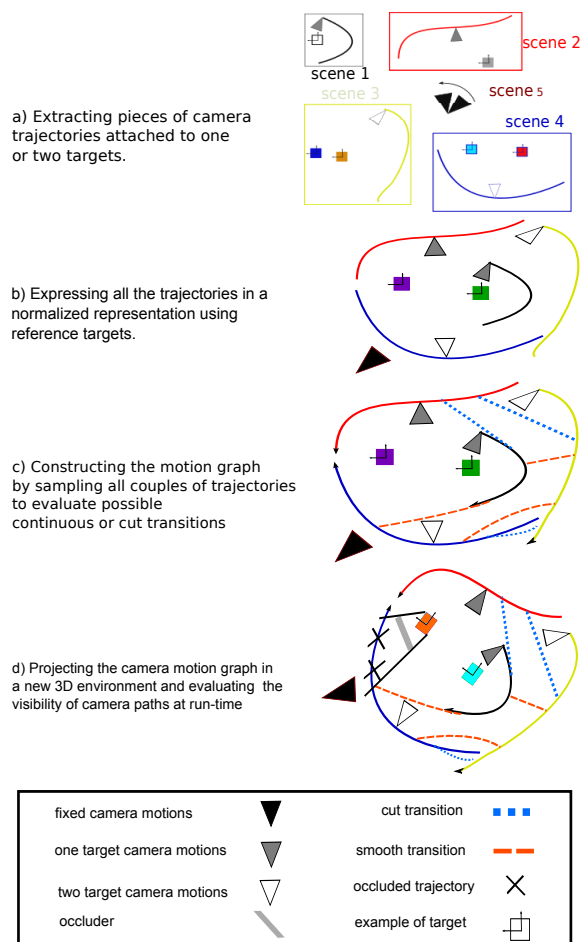 scene 1
scene 2
scene 3
scene 5
scene 4
a) Extracting pieces of camera
trajectories attached to one
or two targets.
b) Expressing all the trajectories in a
normalized representation using
reference targets.
c) Constructing the motion graph
by sampling all couples of trajectories
to evaluate possible
continuous or cut transitions
d) Projecting the camera motion graph in
a new 3D environment and evaluating the
visibility of camera paths at run-time
fixed camera motions
cut transition
one target camera motions
smooth transition
two target camera motions
occluded trajectory
occluder
example of target